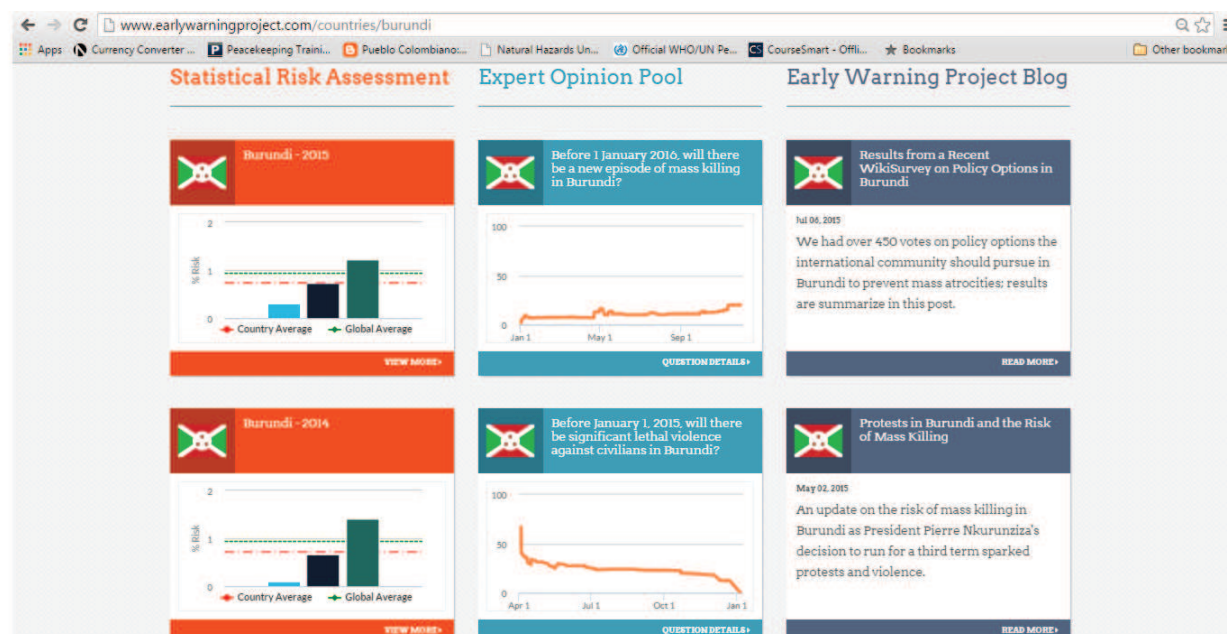 www.earlywarningproject.com/countries/burundi
Apps Currency Converter ... Peacekeeping Traini... Pueblo Colombiano:... Natural Hazards Un... Official WHO/UN Pe... CS CourseSmart - Offli... Bookmarks Other bookmar
Statistical Risk Assessment
Burundi - 2015
2
% Risk
1
0
Country Average Global Average
VIEW MORE
Burundi - 2014
2
% Risk
1
0
Country Average Global Average
VIEW MORE
Expert Opinion Pool
Before 1 January 2016, will there
be a new episode of mass killing
in Burundi?
100
50
0
Jan 1 May 1 Sep 1
QUESTION DETAILS
Before January 1, 2015, will there
be significant lethal violence
against civilians in Burundi?
100
50
0
Apr 1 Jul 1 Oct 1 Jan 1
QUESTION DETAILS
Early Warning Project Blog
Results from a Recent
WikiSurvey on Policy Options in
Burundi
Jul 06, 2015
We had over 450 votes on policy options the
international community should pursue in
Burundi to prevent mass atrocities; results
are summarize in this post.
READ MORE
Protests in Burundi and the Risk
of Mass Killing
May 02, 2015
An update on the risk of mass killing in
Burundi as President Pierre Nkurunziza's
decision to run for a third term sparked
protests and violence.
READ MORE